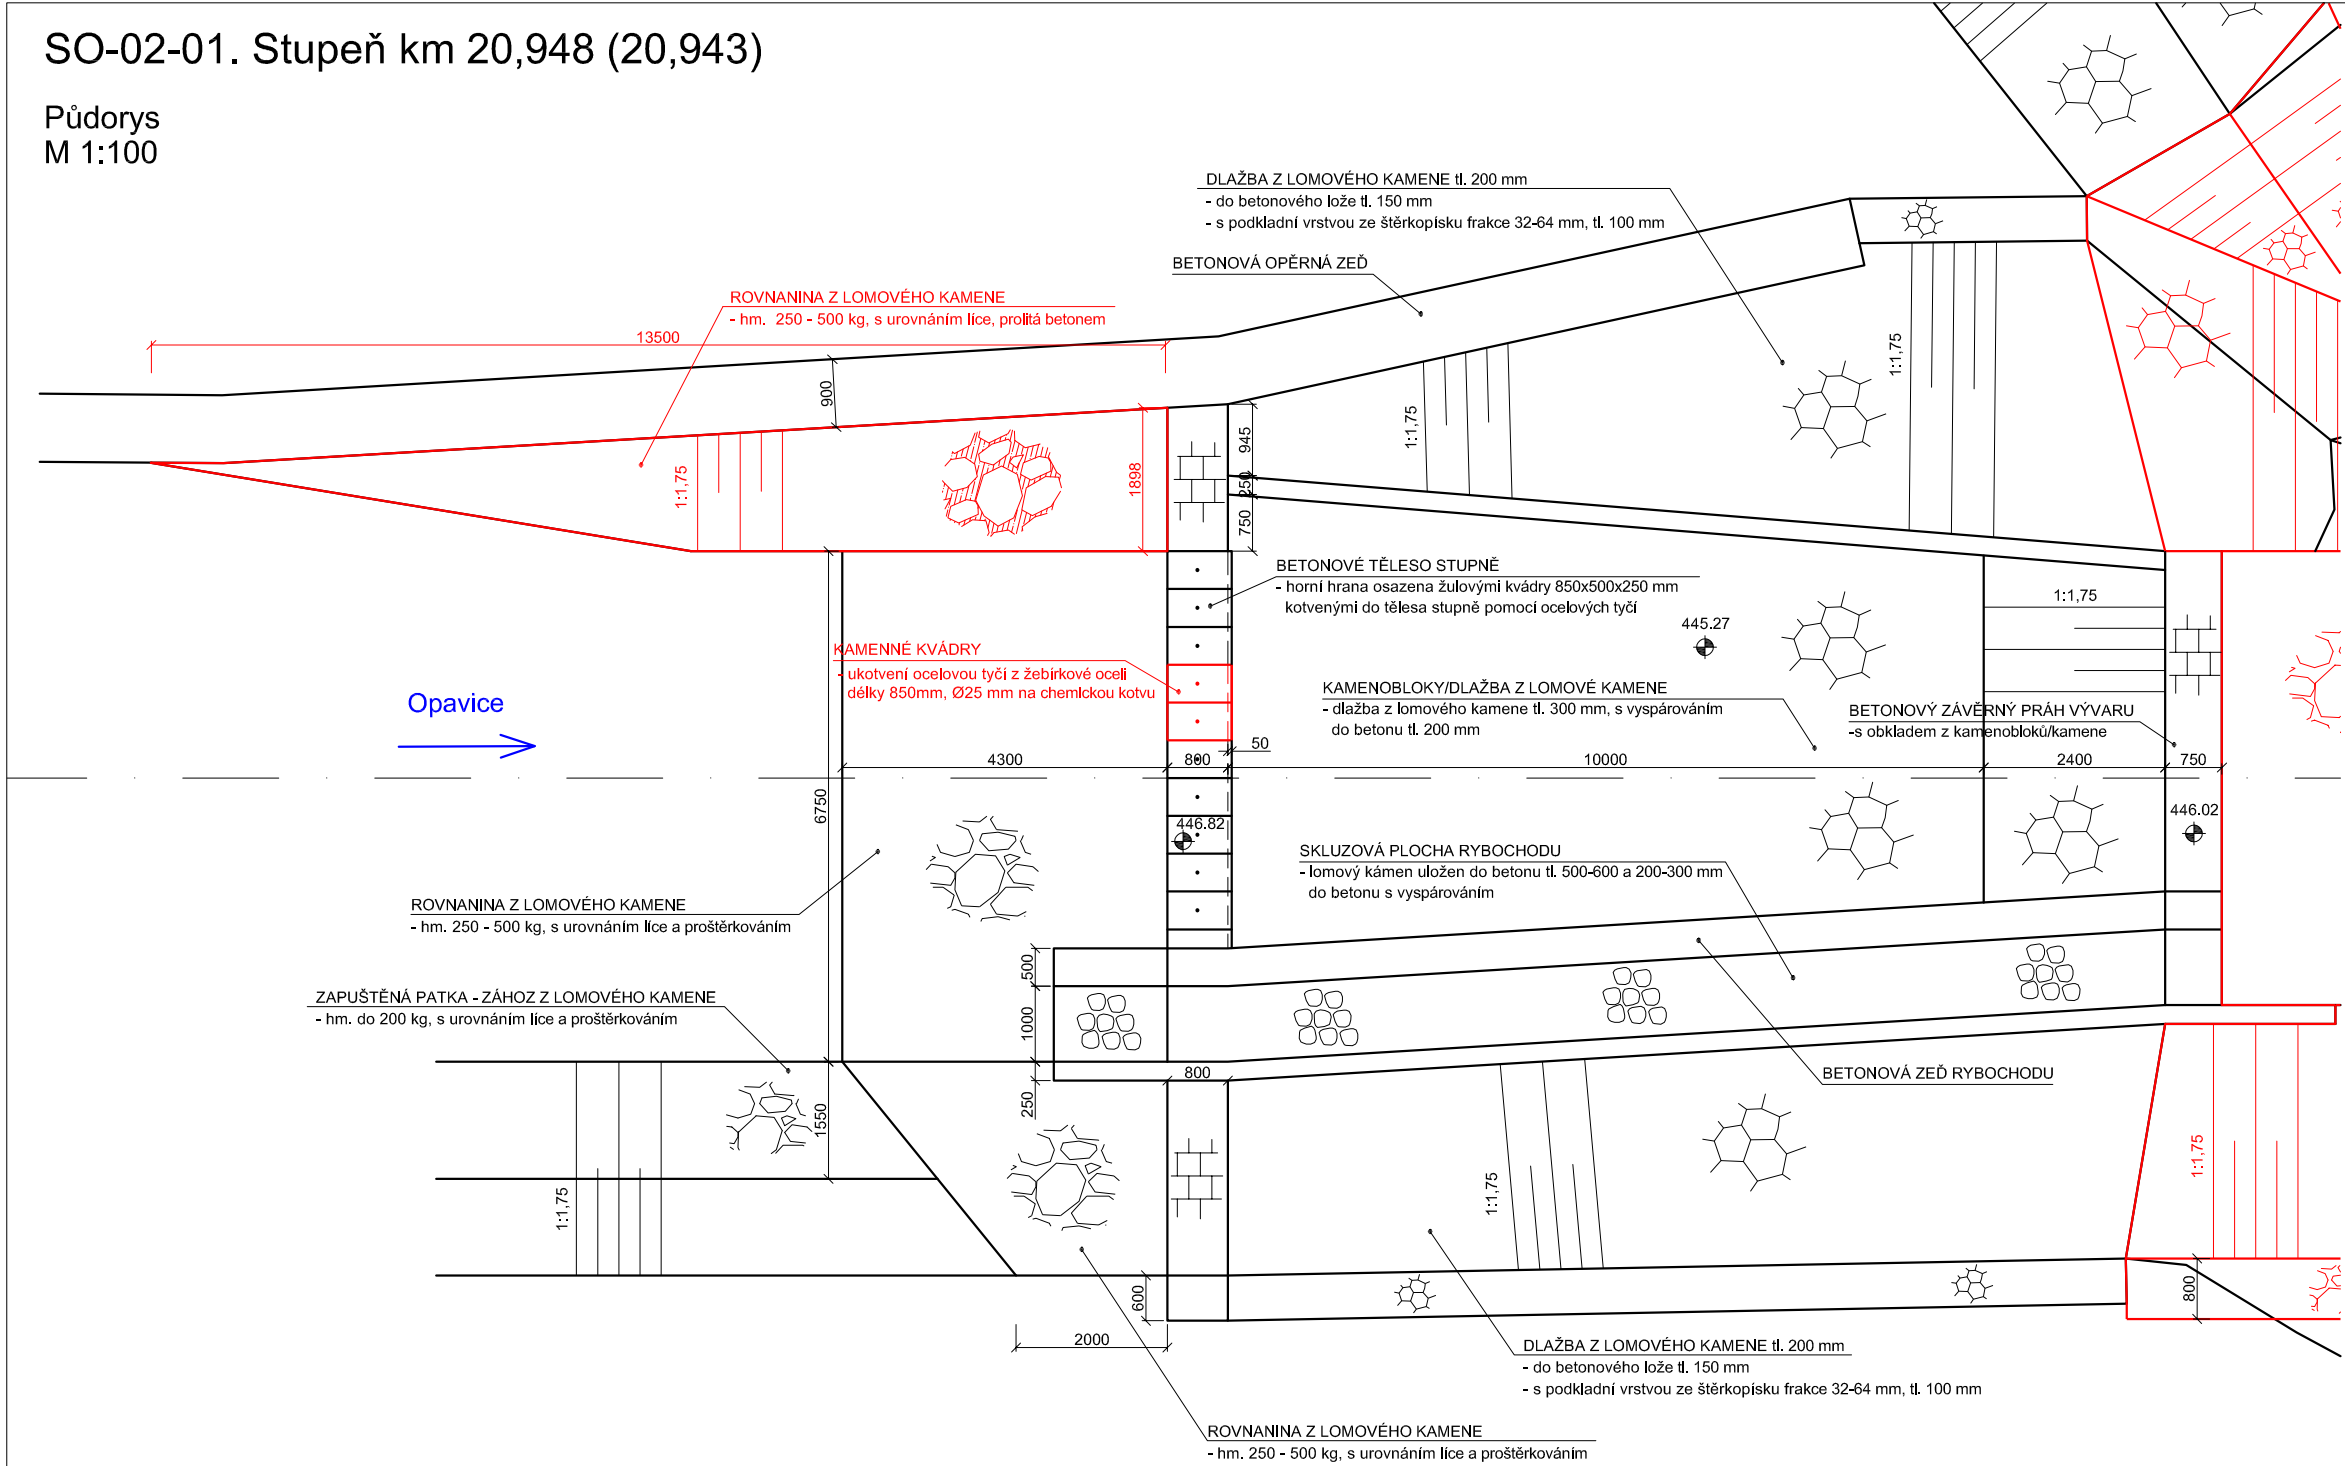 SO-02-01. Stupeň km 20,948 (20,943)
Půdorys
M 1:100
DLAŽBA Z LOMOVÉHO KAMENE tl. 200 mm
- do betonového lože tl. 150 mm
- s podkladní vrstvou ze štěrkopísku frakce 32-64 mm, tl. 100 mm
BETONOVÁ OPĚRNÁ ZEĎ
ROVNANINA Z LOMOVÉHO KAMENE
- hm. 250 - 500 kg, s urovnáním líce, prolitá betonem
13500
900
1:1,75
1898
945
250
750
1:1,75
1:1,75
BETONOVÉ TĚLESO STUPNĚ
- horní hrana osazena žulovými kvádry 850x500x250 mm
kotvenými do tělesa stupně pomocí ocelových tyčí
1:1,75
445.27
KAMENNÉ KVÁDRY
- ukotvení ocelovou tyčí z žebírkové oceli
délky 850mm, Ø25 mm na chemickou kotvu
Opavice
KAMENOBLOKY/DLAŽBA Z LOMOVÉ KAMENE
- dlažba z lomového kamene tl. 300 mm, s vyspárováním
do betonu tl. 200 mm
BETONOVÝ ZÁVĚRNÝ PRÁH VÝVARU
-s obkladem z kamenobloků/kamene
50
4300
800
10000
2400
750
6750
446.82
446.02
SKLUZOVÁ PLOCHA RYBOCHODU
- lomový kámen uložen do betonu tl. 500-600 a 200-300 mm
do betonu s vyspárováním
ROVNANINA Z LOMOVÉHO KAMENE
- hm. 250 - 500 kg, s urovnáním líce a proštěrkováním
500
1000
250
ZAPUŠTĚNÁ PATKA - ZÁHOZ Z LOMOVÉHO KAMENE
- hm. do 200 kg, s urovnáním líce a proštěrkováním
800
BETONOVÁ ZEĎ RYBOCHODU
1550
1:1,75
1:1,75
1:1,75
600
800
2000
DLAŽBA Z LOMOVÉHO KAMENE tl. 200 mm
- do betonového lože tl. 150 mm
- s podkladní vrstvou ze štěrkopísku frakce 32-64 mm, tl. 100 mm
ROVNANINA Z LOMOVÉHO KAMENE
- hm. 250 - 500 kg, s urovnáním líce a proštěrkováním